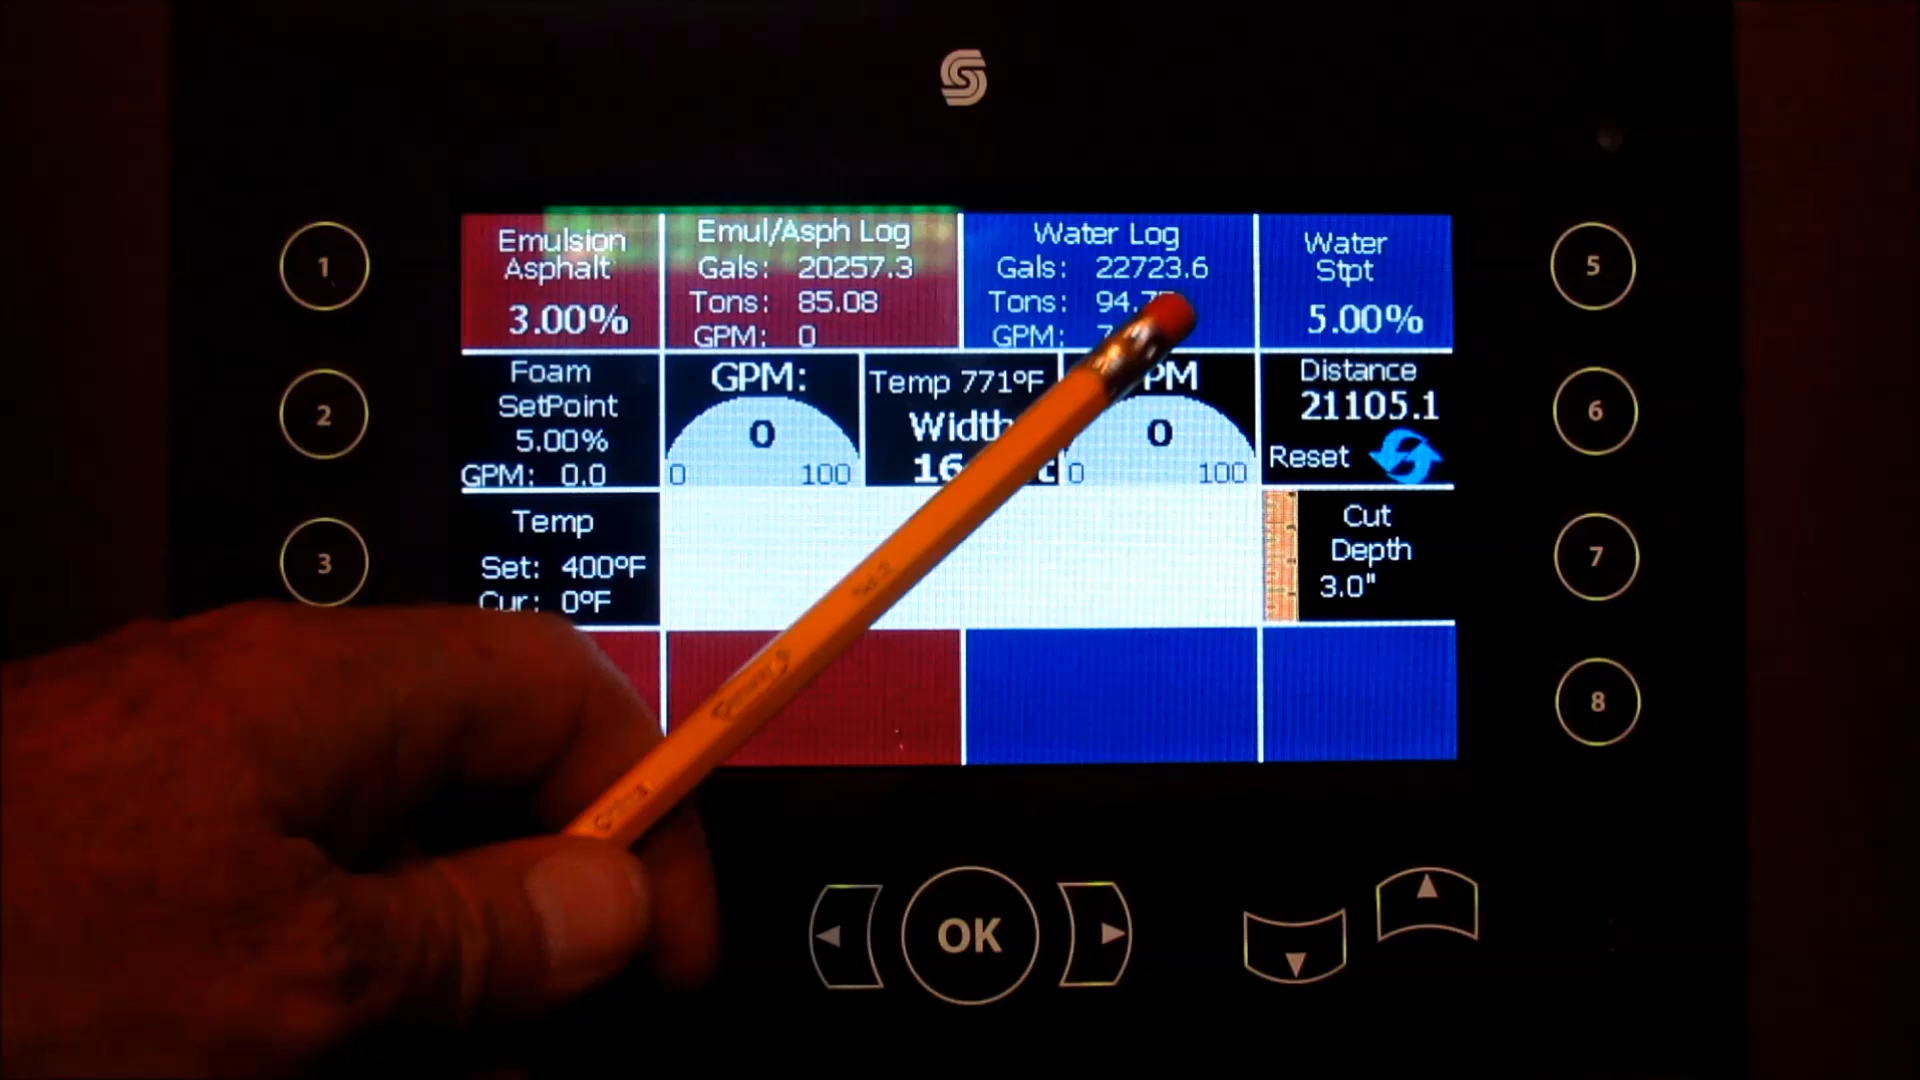 Emulsion
Asphalt
3.00%
Emul/Asph Log
Gals: 20257.3
Tons: 85.08
GPM: 0
Water Log
Gals: 22723.6
Tons: 94.7
GPM: 7
Water
Stpt
5.00%
Foam
SetPoint
5.00%
GPM: 0.0
GPM:
0
0 100
Temp 771°F
Width
16
PM
0
0 100
Distance
21105.1
Reset
Temp
Set: 400°F
Cur: 0°F
Cut
Depth
3.0"
1
2
3
5
6
7
8
OK